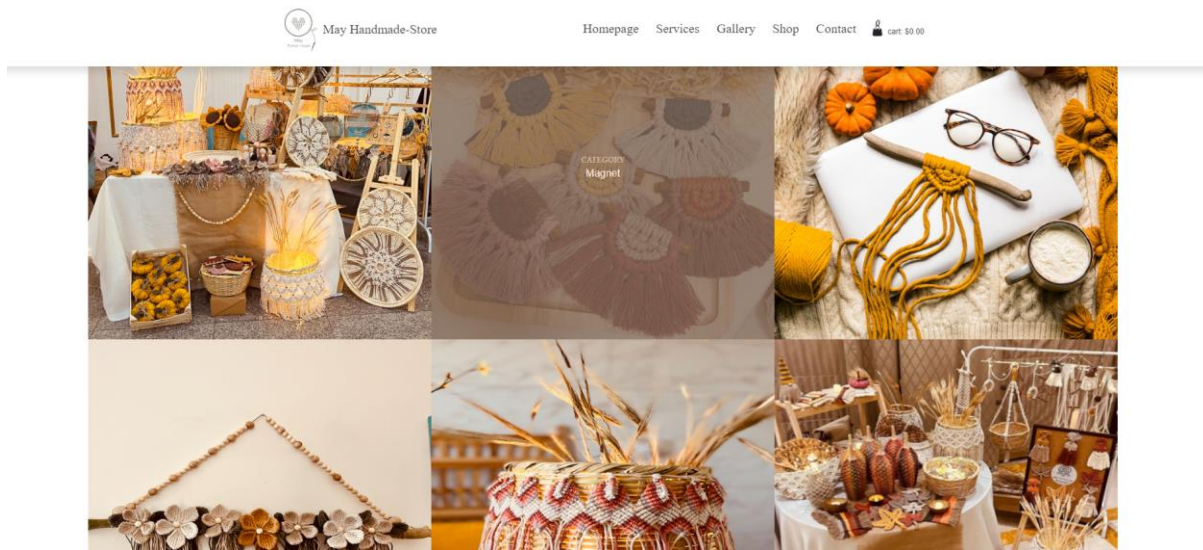 May Handmade-Store
Homepage Services Gallery Shop Contact cart: $0.00
CATEGORY
Magnet